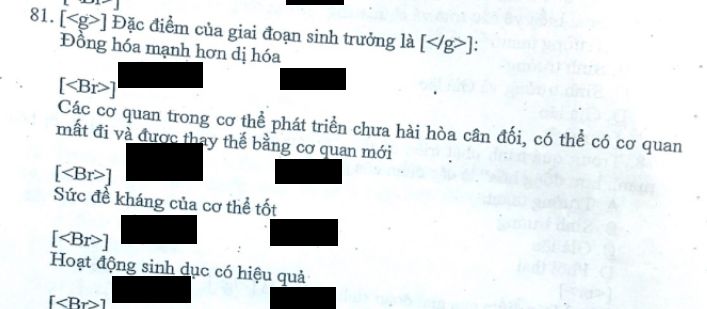 81. [<g>] Đặc điểm của giai đoạn sinh trưởng là [</g>]:
Đồng hóa mạnh hơn dị hóa
[<Br>]
Các cơ quan trong cơ thể phát triển chưa hài hòa cân đối, có thể có cơ quan
mất đi và được thay thế bằng cơ quan mới
[<Br>]
Sức đề kháng của cơ thể tốt
[<Br>]
Hoạt động sinh dục có hiệu quả
[<Br>]